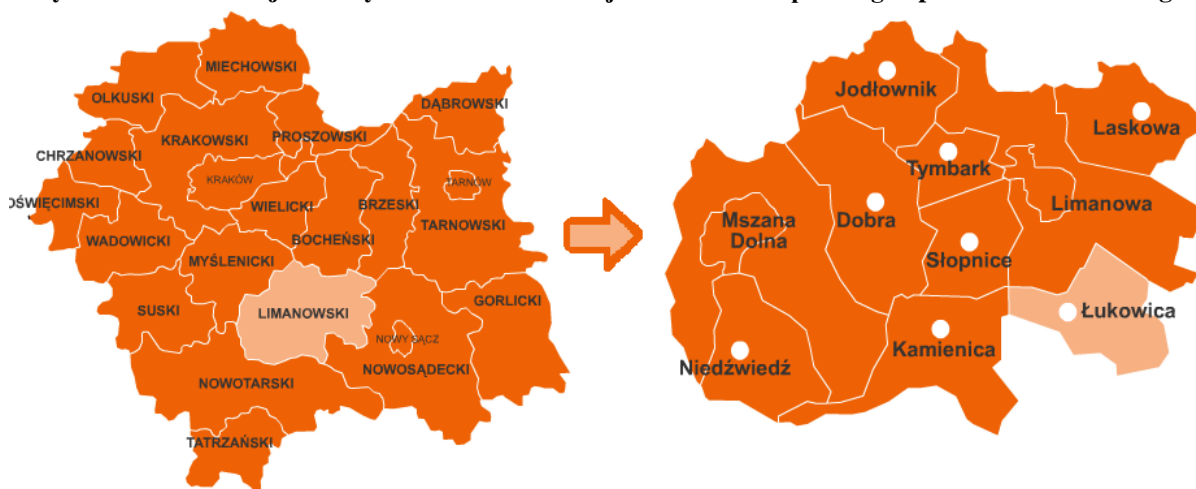 MIECHOWSKI
OLKUSKI
DĄBROWSKI
KRAKOWSKI
PROSZOWSKI
CHRZANOWSKI
KRAKÓW
TARNÓW
OŚWIĘCIMSKI
WIELICKI
BRZESKI
TARNOWSKI
WADOWICKI
BOCHEŃSKI
MYŚLENICKI
GORLICKI
SUSKI
LIMANOWSKI
NOWY SĄCZ
NOWOSĄDECKI
NOWOTARSKI
TATRZAŃSKI
Jodłownik
Laskowa
Tymbark
Limanowa
Mszana
Dolna
Dobra
Słopnice
Łukowica
Kamienica
Niedźwiedź